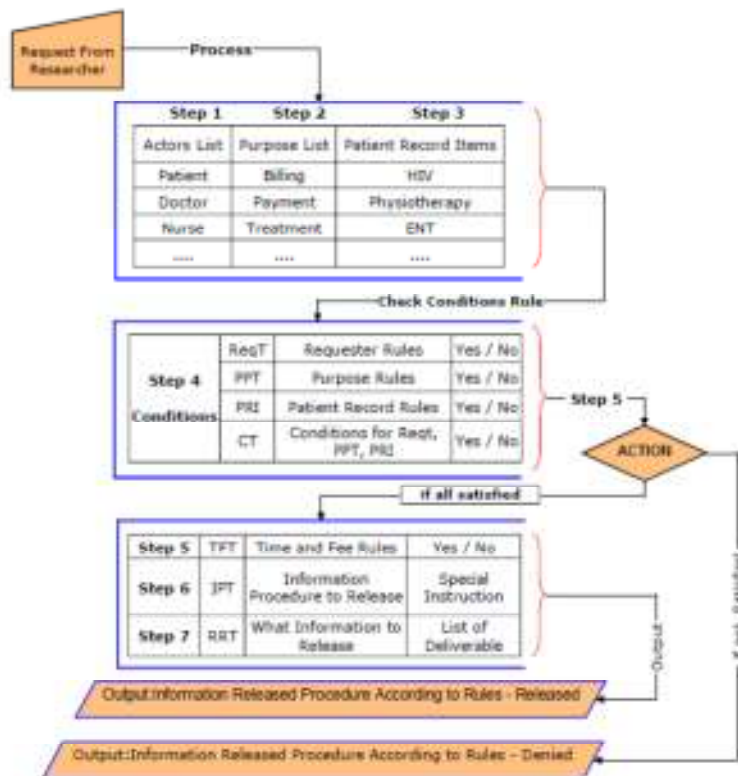 Request From
Researcher
Process
Step 1 Step 2 Step 3
Actors List Purpose List Patient Record Items
Patient Billing HIV
Doctor Payment Physiotherapy
Nurse Treatment ENT
.... .... ....
Check Conditions Rule
Step 4
Conditions
ReqT Requester Rules Yes / No
PPT Purpose Rules Yes / No
PRI Patient Record Rules Yes / No
CT Conditions for Reqt,
PPT, PRI Yes / No
Step 5
ACTION
If all satisfied
Step 5 TFT Time and Fee Rules Yes / No
Step 6 IPT Information
Procedure to Release
Special
Instruction
Step 7 RRT What Information to
Release
List of
Deliverable
Output
If not
Output:Information Released Procedure According to Rules - Released
Output:Information Released Procedure According to Rules - Denied